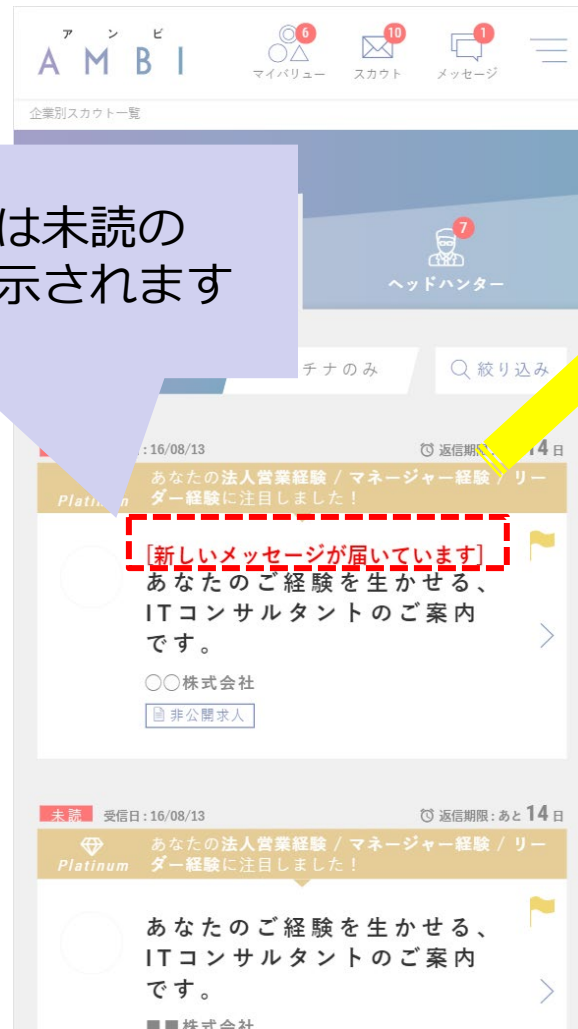 アンビ
AMBI
6
マイバリュー
10
スカウト
1
メッセージ
企業別スカウト一覧
は未読の
示されます
7
ヘッドハンター
チナのみ
絞り込み
: 16/08/13
返信期限
14日
あなたの法人営業経験 / マネージャー経験 / リー
ダー経験に注目しました！
[新しいメッセージが届いています]
あなたのご経験を生かせる、
ITコンサルタントのご案内
です。
○○株式会社
非公開求人
未読 受信日 : 16/08/13
返信期限 : あと 14 日
Platinum
あなたの法人営業経験 / マネージャー経験 / リー
ダー経験に注目しました！
あなたのご経験を生かせる、
ITコンサルタントのご案内
です。
■■株式会社